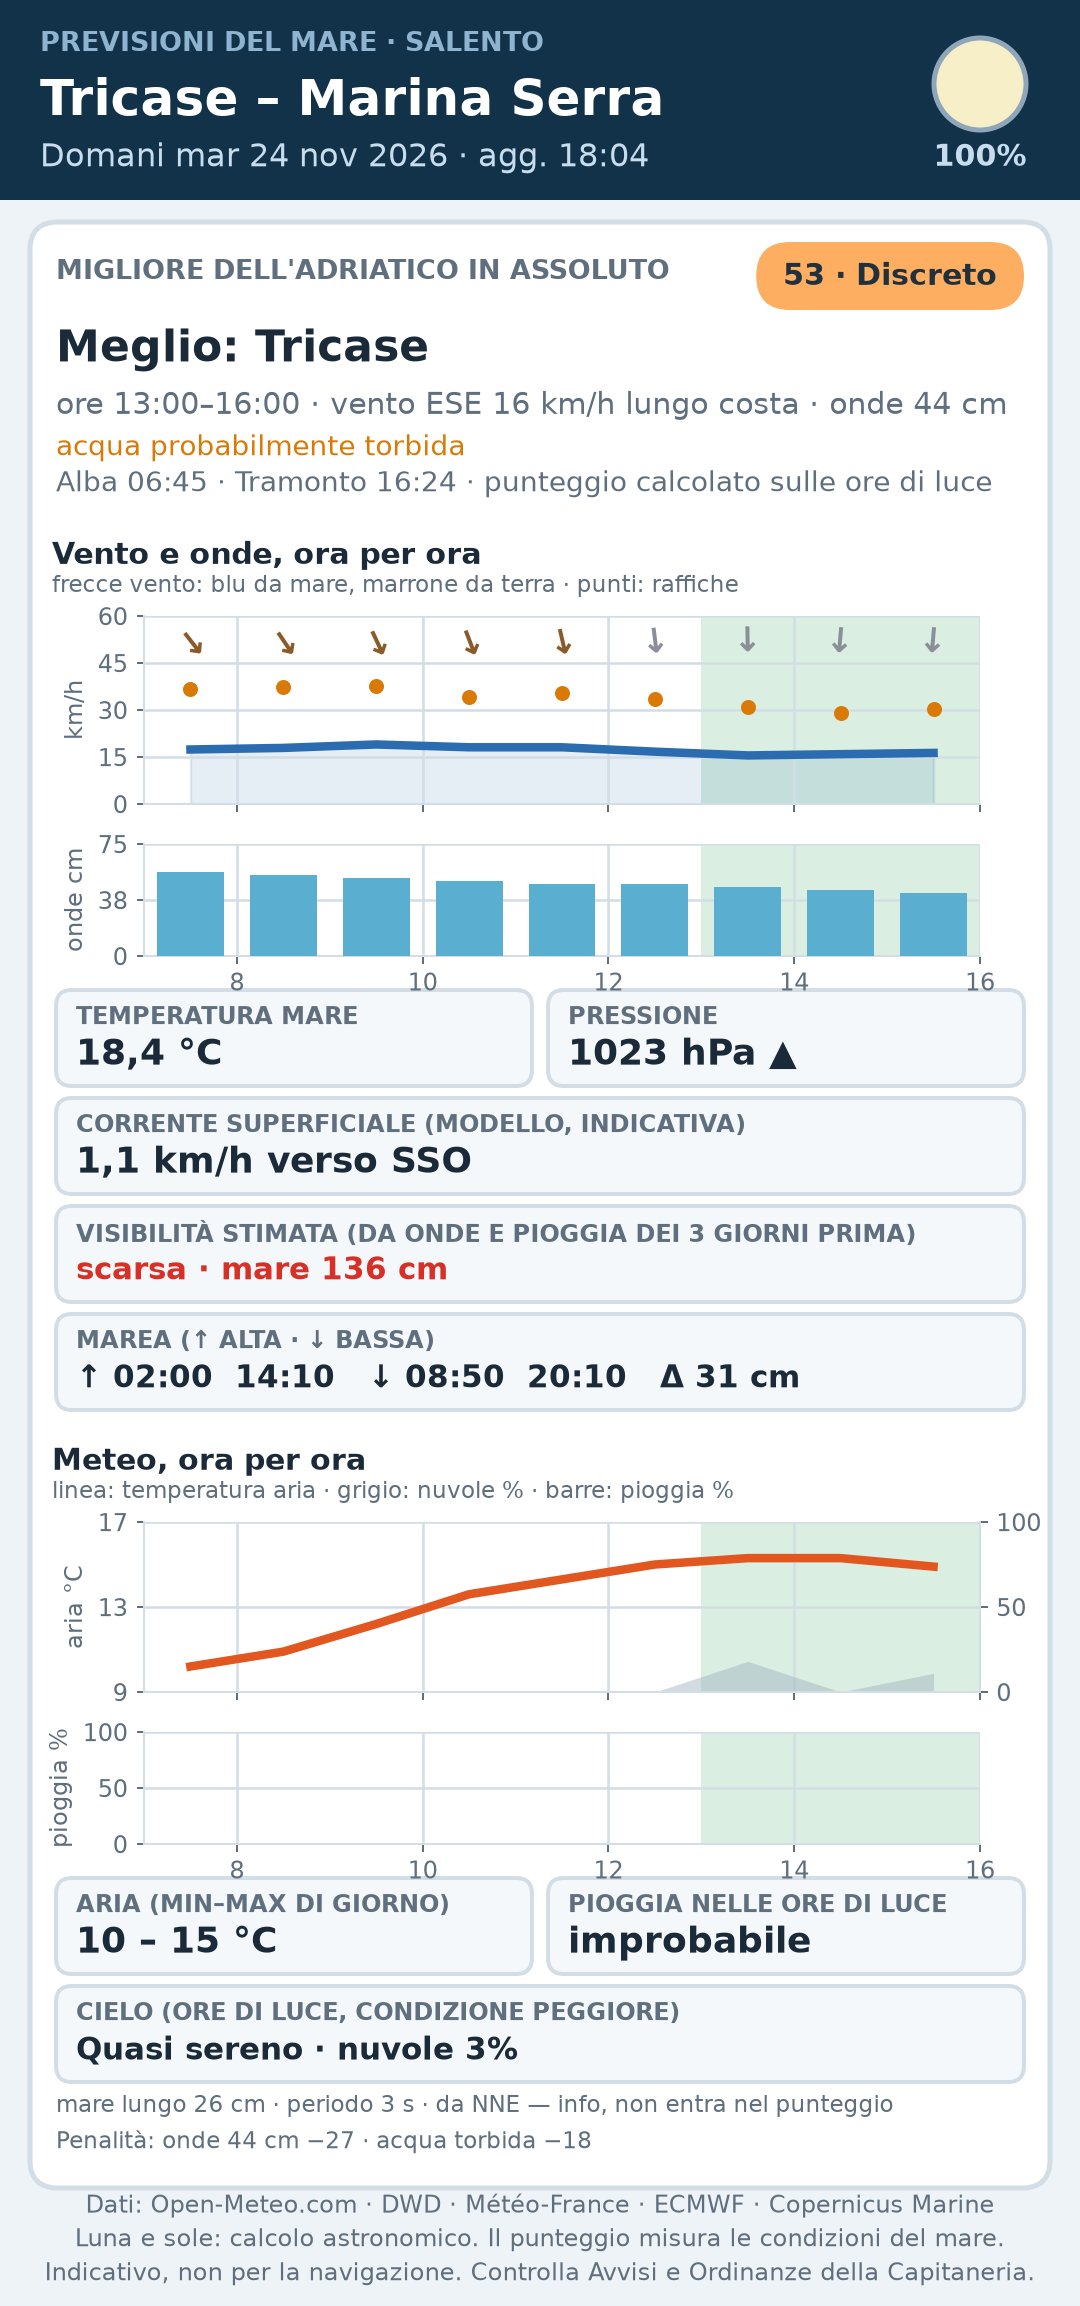 PREVISIONI DEL MARE · SALENTO
Tricase – Marina Serra
Domani mar 24 nov 2026 · agg. 18:04
100%
MIGLIORE DELL'ADRIATICO IN ASSOLUTO
53 · Discreto
Meglio: Tricase
ore 13:00–16:00 · vento ESE 16 km/h lungo costa · onde 44 cm
acqua probabilmente torbida
Alba 06:45 · Tramonto 16:24 · punteggio calcolato sulle ore di luce
Vento e onde, ora per ora
frecce vento: blu da mare, marrone da terra · punti: raffiche
km/h
60
45
30
15
0
onde cm
75
38
0
8 10 12 14 16
TEMPERATURA MARE
18,4 °C
PRESSIONE
1023 hPa ▲
CORRENTE SUPERFICIALE (MODELLO, INDICATIVA)
1,1 km/h verso SSO
VISIBILITÀ STIMATA (DA ONDE E PIOGGIA DEI 3 GIORNI PRIMA)
scarsa · mare 136 cm
MAREA (↑ ALTA · ↓ BASSA)
↑ 02:00 14:10 ↓ 08:50 20:10 Δ 31 cm
Meteo, ora per ora
linea: temperatura aria · grigio: nuvole % · barre: pioggia %
aria °C
17
13
9
100
50
0
pioggia %
100
50
0
8 10 12 14 16
ARIA (MIN–MAX DI GIORNO)
10 – 15 °C
PIOGGIA NELLE ORE DI LUCE
improbabile
CIELO (ORE DI LUCE, CONDIZIONE PEGGIORE)
Quasi sereno · nuvole 3%
mare lungo 26 cm · periodo 3 s · da NNE — info, non entra nel punteggio
Penalità: onde 44 cm −27 · acqua torbida −18
Dati: Open-Meteo.com · DWD · Météo-France · ECMWF · Copernicus Marine
Luna e sole: calcolo astronomico. Il punteggio misura le condizioni del mare.
Indicativo, non per la navigazione. Controlla Avvisi e Ordinanze della Capitaneria.